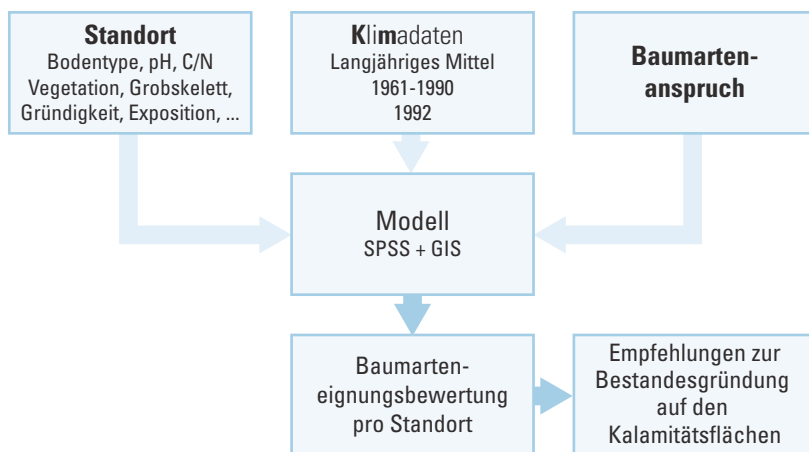 Standort
Bodentype, pH, C/N
Vegetation, Grobskelett,
Gründigkeit, Exposition, ...
Klimadaten
Langjähriges Mittel
1961-1990
1992
Baumarten-
anspruch
Modell
SPSS + GIS
Baumarten-
eignungsbewertung
pro Standort
Empfehlungen zur
Bestandesgründung
auf den
Kalamitätsflächen